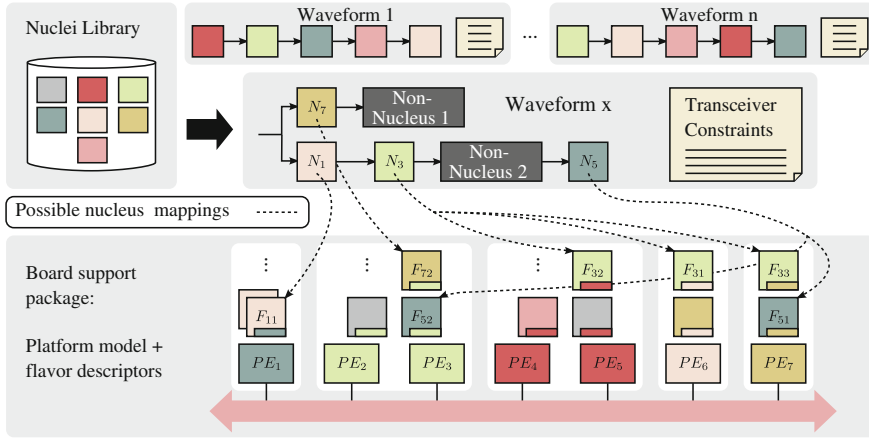 Nuclei Library
Waveform 1
...
Waveform n
N7
Non-
Nucleus 1
Waveform x
Transceiver
Constraints
N1
N3
Non-
Nucleus 2
N5
Possible nucleus mappings
Board support
package:
Platform model +
flavor descriptors
⋮
⋮
F72
⋮
F32
F31
F33
F11
F52
F51
PE1
PE2
PE3
PE4
PE5
PE6
PE7